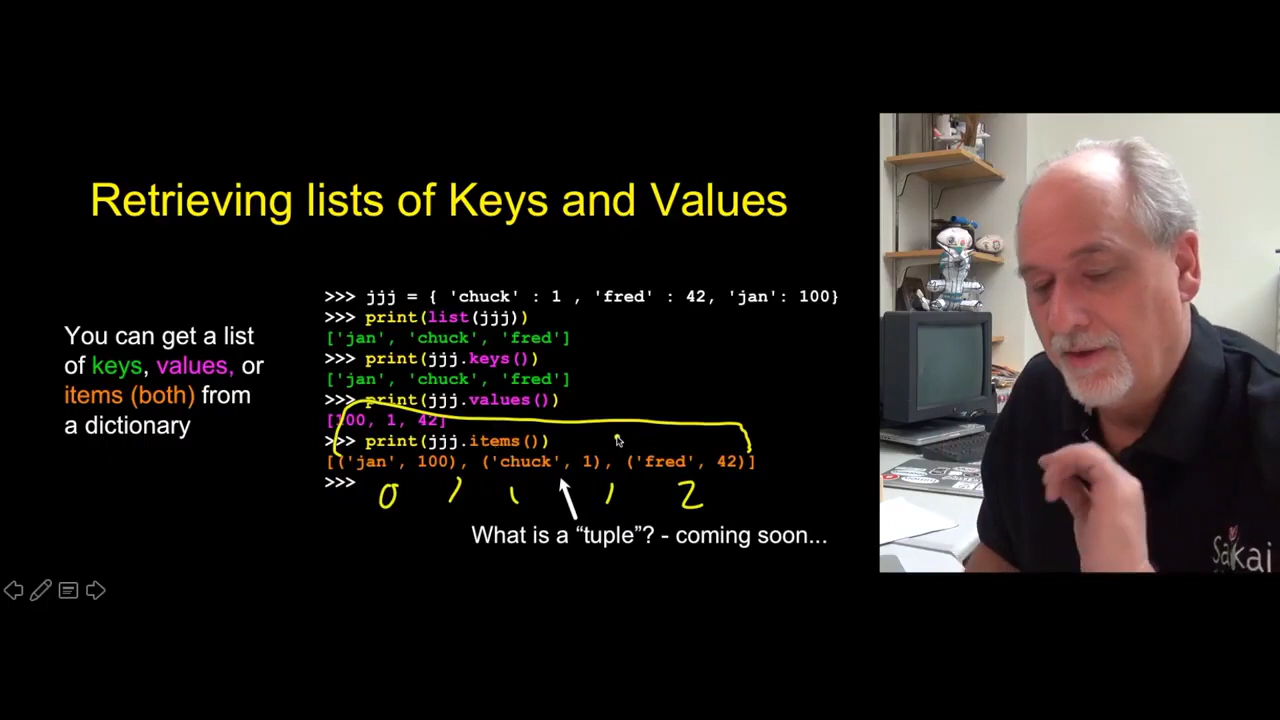 Retrieving lists of Keys and Values
You can get a list
of keys, values, or
items (both) from
a dictionary
>>> jjj = { 'chuck' : 1 , 'fred' : 42, 'jan': 100}
>>> print(list(jjj))
['jan', 'chuck', 'fred']
>>> print(jjj.keys())
['jan', 'chuck', 'fred']
>>> print(jjj.values())
[100, 1, 42]
>>> print(jjj.items())
[('jan', 100), ('chuck', 1), ('fred', 42)]
>>>
0 , 1 , 2
What is a “tuple”? - coming soon...
Sakai